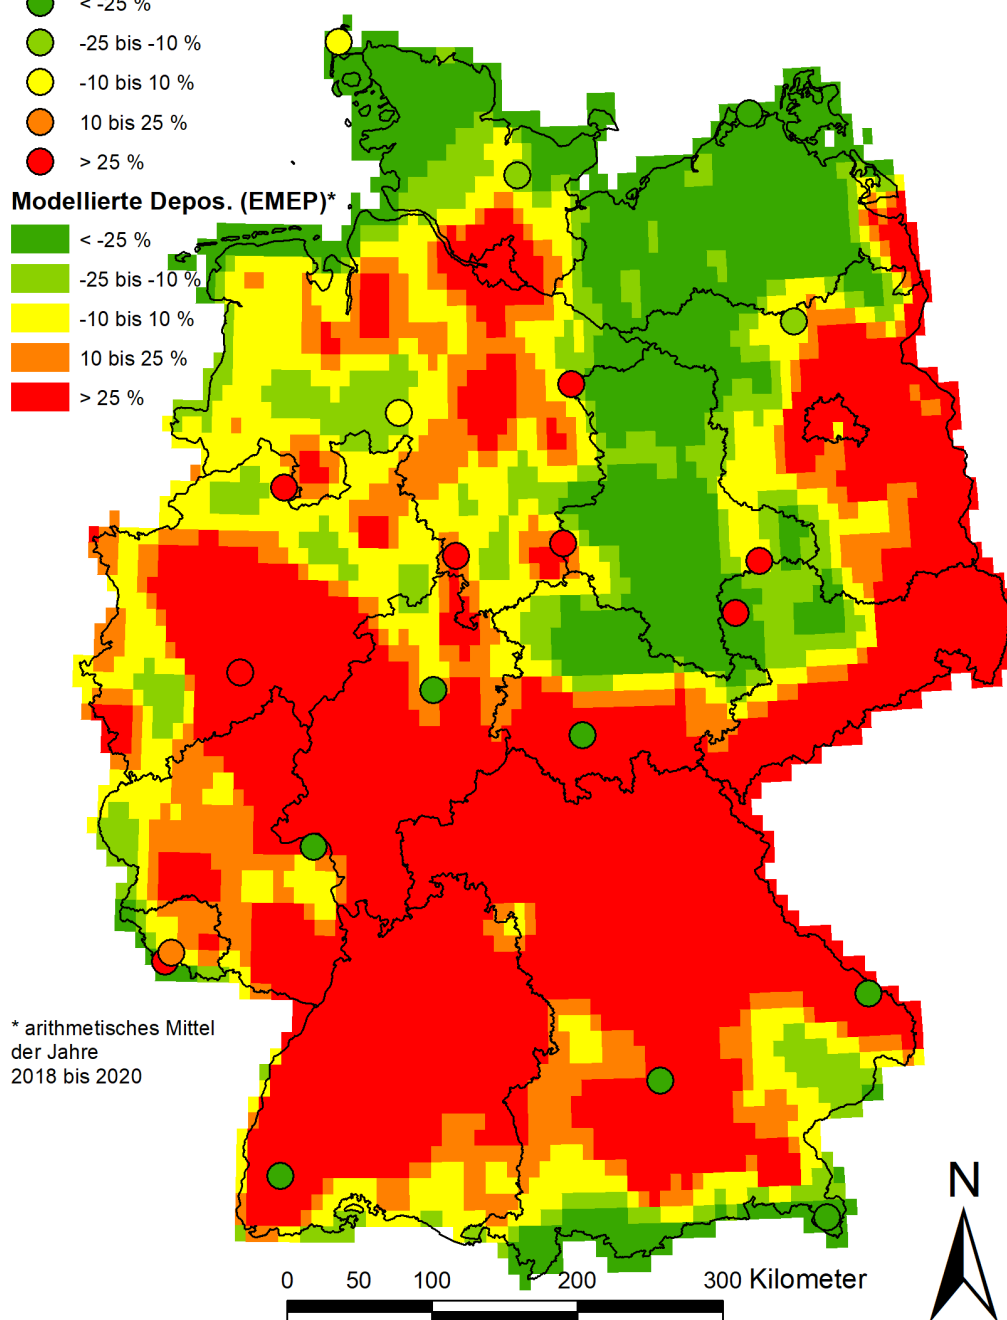 < -25 %
-25 bis -10 %
-10 bis 10 %
10 bis 25 %
> 25 %
Modellierte Depos. (EMEP)*
< -25 %
-25 bis -10 %
-10 bis 10 %
10 bis 25 %
> 25 %
* arithmetisches Mittel
der Jahre
2018 bis 2020
N
0 50 100 200 300 Kilometer